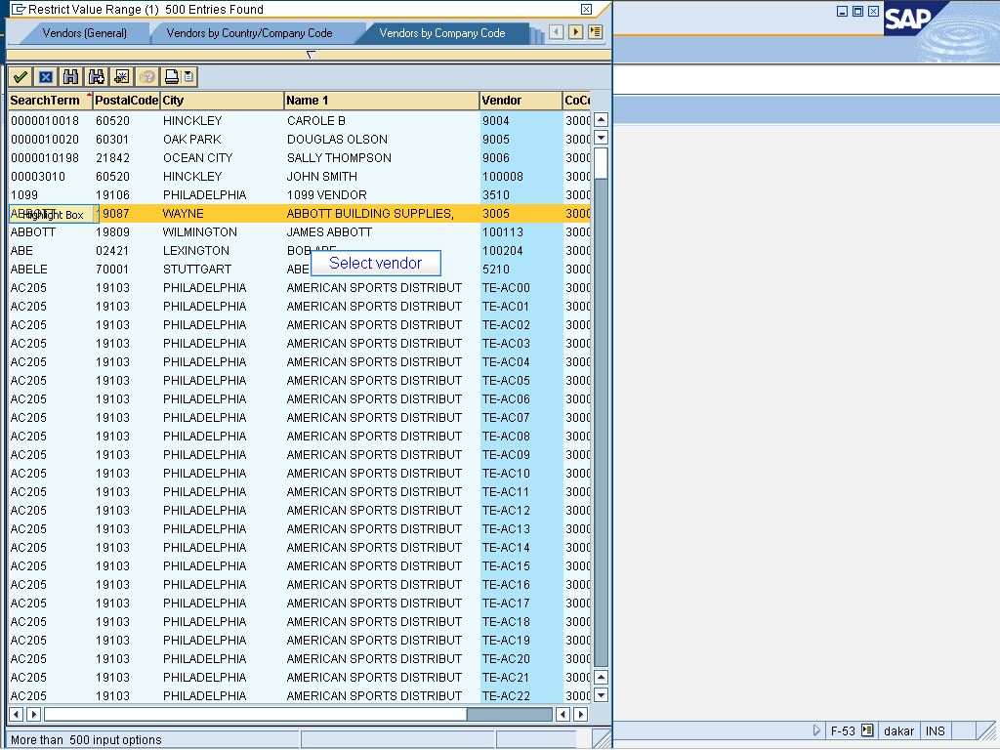 Restrict Value Range (1) 500 Entries Found
Vendors (General) Vendors by Country/Company Code Vendors by Company Code
SAP
SearchTerm PostalCode City Name 1 Vendor CoCo
0000010018 60520 HINCKLEY CAROLE B 9004 3000
0000010020 60301 OAK PARK DOUGLAS OLSON 9005 3000
0000010198 21842 OCEAN CITY SALLY THOMPSON 9006 3000
00003010 60520 HINCKLEY JOHN SMITH 100008 3000
1099 19106 PHILADELPHIA 1099 VENDOR 3510 3000
ABBOTT Highlight Box 19087 WAYNE ABBOTT BUILDING SUPPLIES, 3005 3000
ABBOTT 19809 WILMINGTON JAMES ABBOTT 100113 3000
ABE 02421 LEXINGTON BOB ABE 100204 3000
Select vendor
ABELE 70001 STUTTGART ABE 5210 3000
AC205 19103 PHILADELPHIA AMERICAN SPORTS DISTRIBUT TE-AC00 3000
AC205 19103 PHILADELPHIA AMERICAN SPORTS DISTRIBUT TE-AC01 3000
AC205 19103 PHILADELPHIA AMERICAN SPORTS DISTRIBUT TE-AC02 3000
AC205 19103 PHILADELPHIA AMERICAN SPORTS DISTRIBUT TE-AC03 3000
AC205 19103 PHILADELPHIA AMERICAN SPORTS DISTRIBUT TE-AC04 3000
AC205 19103 PHILADELPHIA AMERICAN SPORTS DISTRIBUT TE-AC05 3000
AC205 19103 PHILADELPHIA AMERICAN SPORTS DISTRIBUT TE-AC06 3000
AC205 19103 PHILADELPHIA AMERICAN SPORTS DISTRIBUT TE-AC07 3000
AC205 19103 PHILADELPHIA AMERICAN SPORTS DISTRIBUT TE-AC08 3000
AC205 19103 PHILADELPHIA AMERICAN SPORTS DISTRIBUT TE-AC09 3000
AC205 19103 PHILADELPHIA AMERICAN SPORTS DISTRIBUT TE-AC10 3000
AC205 19103 PHILADELPHIA AMERICAN SPORTS DISTRIBUT TE-AC11 3000
AC205 19103 PHILADELPHIA AMERICAN SPORTS DISTRIBUT TE-AC12 3000
AC205 19103 PHILADELPHIA AMERICAN SPORTS DISTRIBUT TE-AC13 3000
AC205 19103 PHILADELPHIA AMERICAN SPORTS DISTRIBUT TE-AC14 3000
AC205 19103 PHILADELPHIA AMERICAN SPORTS DISTRIBUT TE-AC15 3000
AC205 19103 PHILADELPHIA AMERICAN SPORTS DISTRIBUT TE-AC16 3000
AC205 19103 PHILADELPHIA AMERICAN SPORTS DISTRIBUT TE-AC17 3000
AC205 19103 PHILADELPHIA AMERICAN SPORTS DISTRIBUT TE-AC18 3000
AC205 19103 PHILADELPHIA AMERICAN SPORTS DISTRIBUT TE-AC19 3000
AC205 19103 PHILADELPHIA AMERICAN SPORTS DISTRIBUT TE-AC20 3000
AC205 19103 PHILADELPHIA AMERICAN SPORTS DISTRIBUT TE-AC21 3000
AC205 19103 PHILADELPHIA AMERICAN SPORTS DISTRIBUT TE-AC22 3000
F-53 dakar INS
More than 500 input options